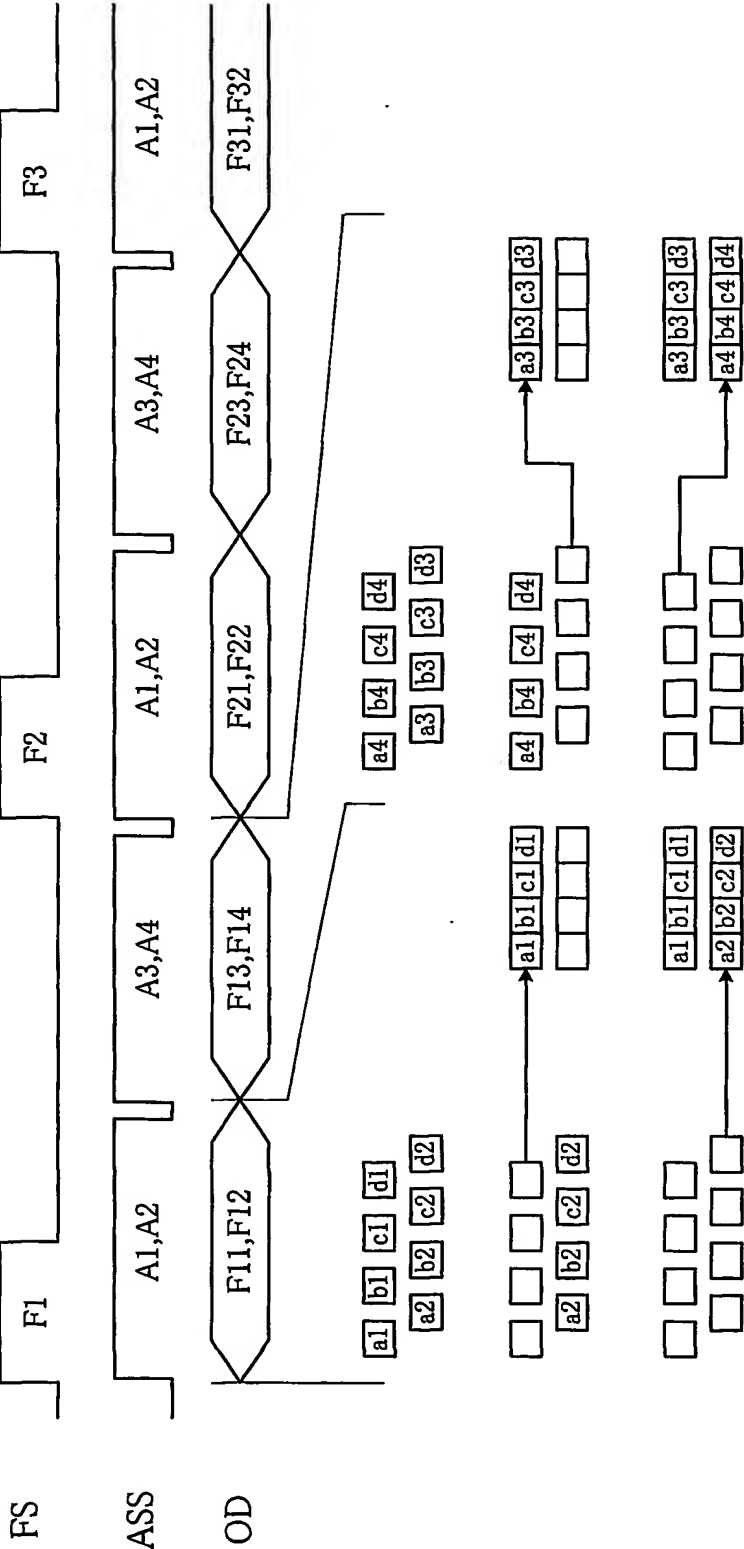 FS F1 F2 F3
ASS A1,A2 A3,A4 A1,A2 A3,A4 A1,A2
OD F11,F12 F13,F14 F21,F22 F23,F24 F31,F32
a1 b1 c1 d1 a4 b4 c4 d4
a2 b2 c2 d2 a3 b3 c3 d3
a1 b1 c1 d1 a4 b4 c4 d4 a3 b3 c3 d3
a2 b2 c2 d2
a1 b1 c1 d1 a3 b3 c3 d3
a2 b2 c2 d2 a4 b4 c4 d4